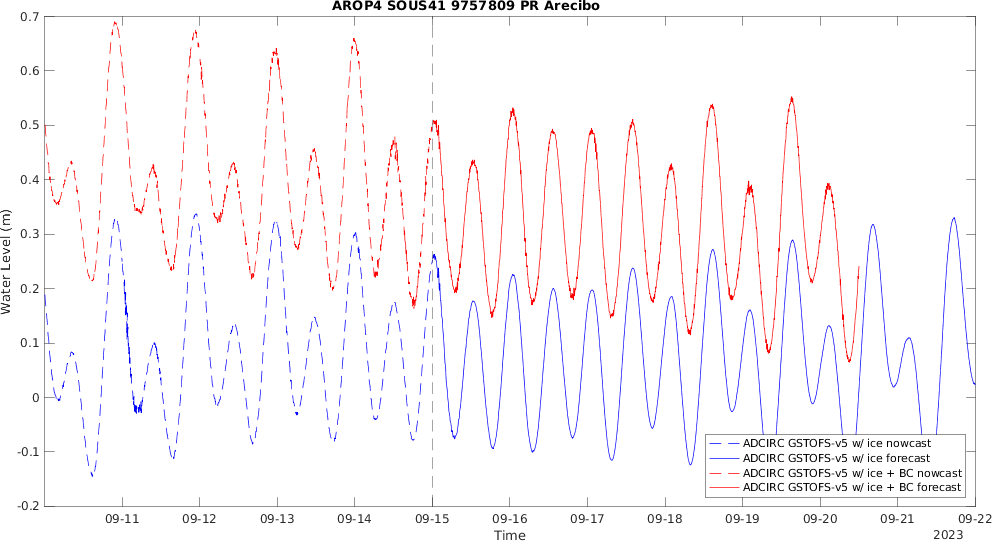 AROP4 SOUS41 9757809 PR Arecibo
Water Level (m)
0.7
0.6
0.5
0.4
0.3
0.2
0.1
0
-0.1
-0.2
ADCIRC GSTOFS-v5 w/ ice nowcast
ADCIRC GSTOFS-v5 w/ ice forecast
ADCIRC GSTOFS-v5 w/ ice + BC nowcast
ADCIRC GSTOFS-v5 w/ ice + BC forecast
09-11 09-12 09-13 09-14 09-15 09-16 09-17 09-18 09-19 09-20 09-21 09-22
Time
2023